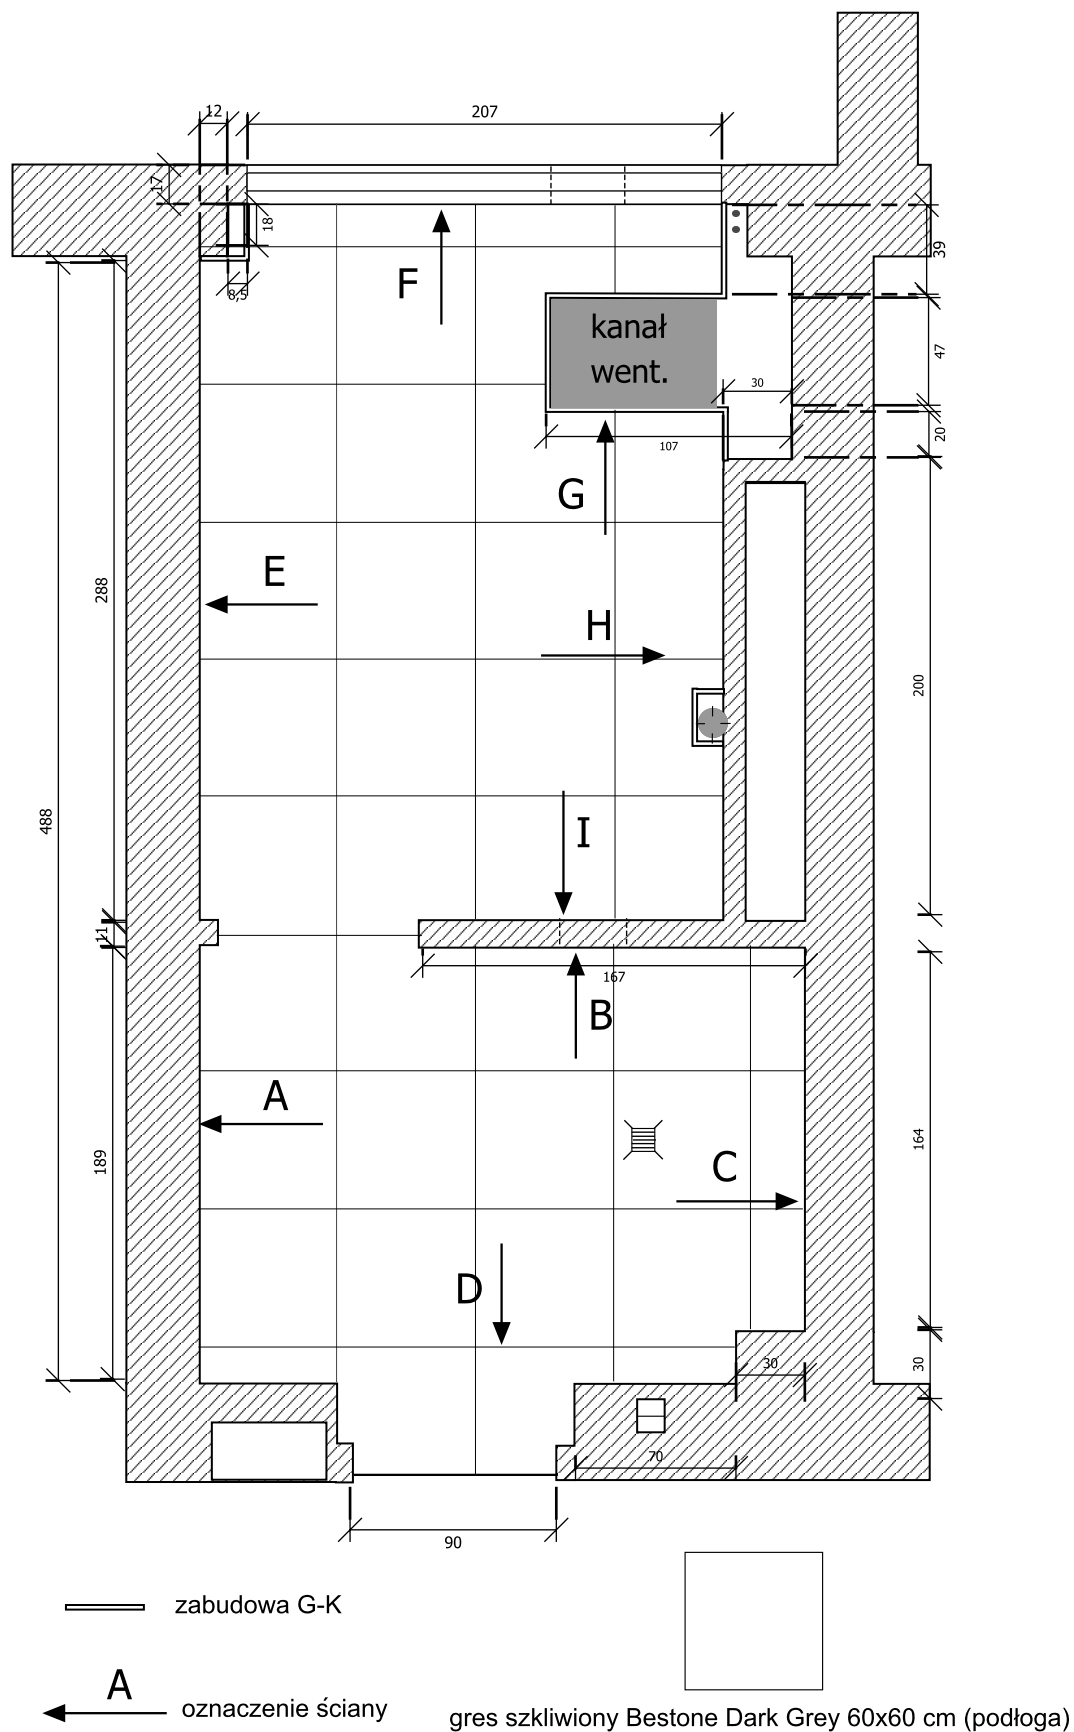 12
207
17
18
39
8,5
F
kanał
went.
47
30
107
20
G
E
288
H
200
488
I
11
167
B
A
189
C
164
D
30
30
70
90
zabudowa G-K
A
oznaczenie ściany
gres szkliwiony Bestone Dark Grey 60x60 cm (podłoga)